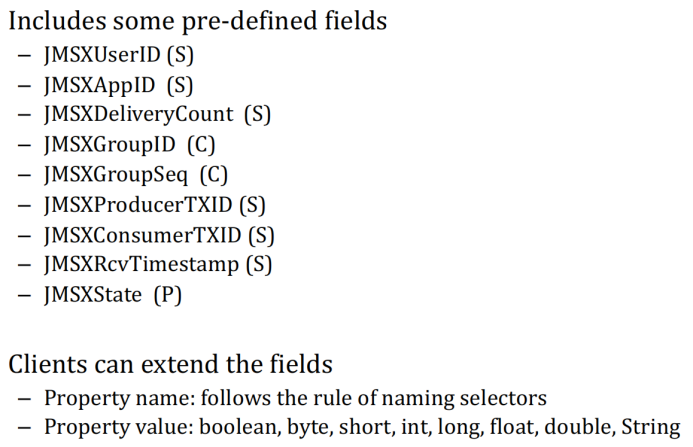 Includes some pre-defined fields
– JMSXUserID (S)
– JMSXAppID (S)
– JMSXDeliveryCount (S)
– JMSXGroupID (C)
– JMSXGroupSeq (C)
– JMSXProducerTXID (S)
– JMSXConsumerTXID (S)
– JMSXRcvTimestamp (S)
– JMSXState (P)
Clients can extend the fields
– Property name: follows the rule of naming selectors
– Property value: boolean, byte, short, int, long, float, double, String